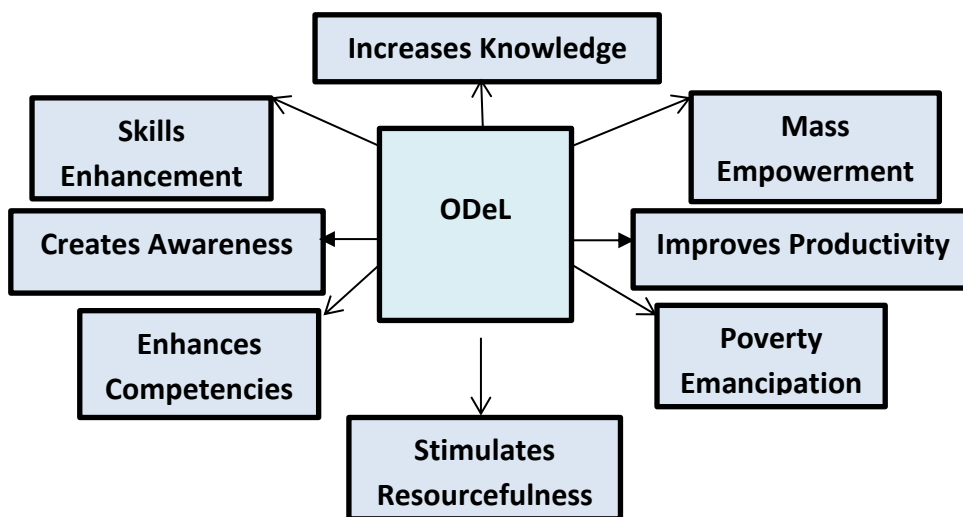 Increases Knowledge
Skills
Enhancement
Mass
Empowerment
ODeL
Creates Awareness
Improves Productivity
Enhances
Competencies
Poverty
Emancipation
Stimulates
Resourcefulness